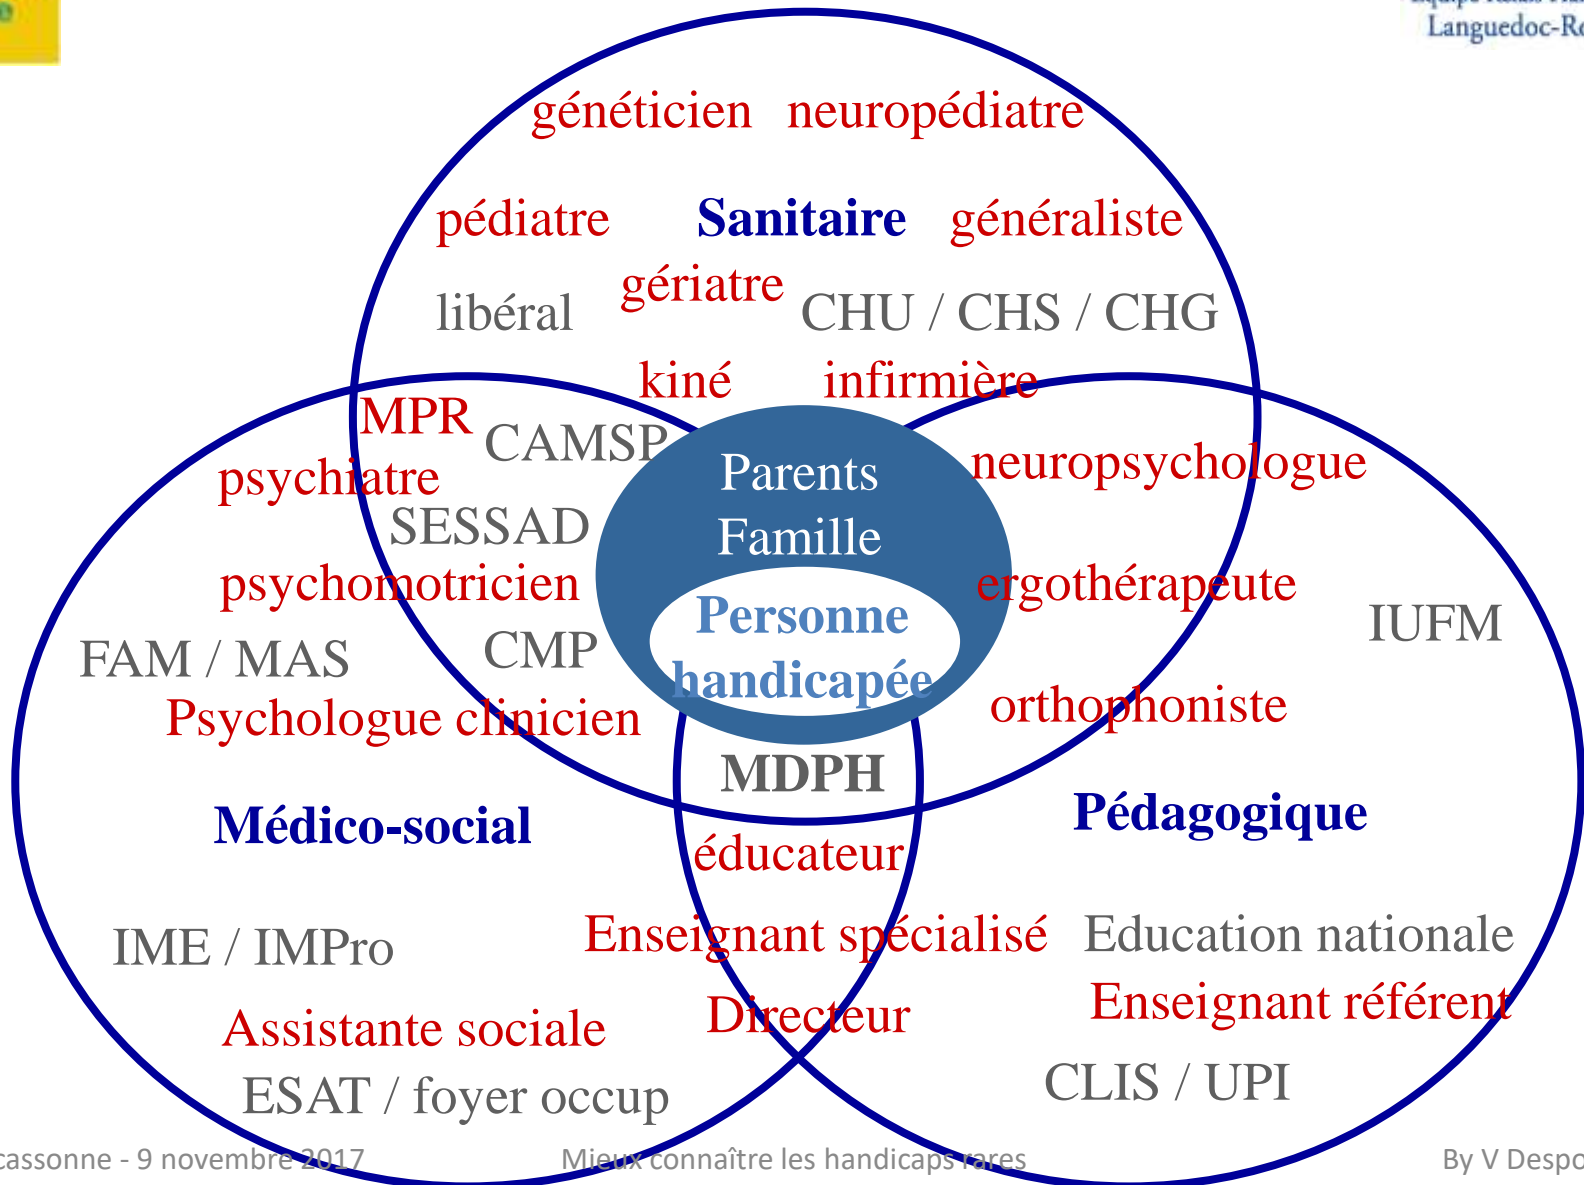 Languedoc-Ro
généticien neuropédiatre
pédiatre Sanitaire généraliste
gériatre
libéral CHU / CHS / CHG
kiné infirmière
MPR
CAMSP
psychiatre
Parents
neuropsychologue
SESSAD
Famille
psychomotricien
ergothérapeute
Personne
handicapée
IUFM
FAM / MAS
CMP
Psychologue clinicien
orthophoniste
MDPH
Médico-social
Pédagogique
éducateur
IME / IMPro
Enseignant spécialisé
Education nationale
Assistante sociale
Directeur
Enseignant référent
ESAT / foyer occup
CLIS / UPI
cassonne - 9 novembre 2017
Mieux connaître les handicaps rares
By V Despo